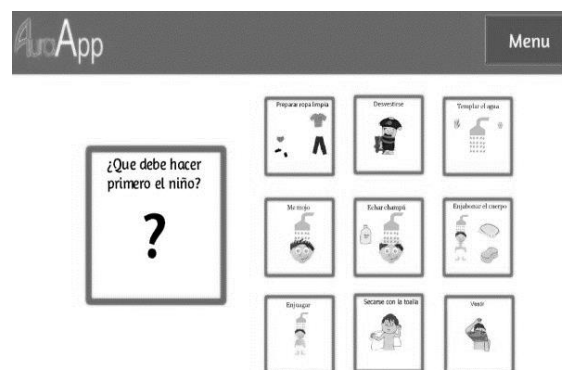 AuraApp
Menu
¿Que debe hacer
primero el niño?
?
Preparar ropa limpia
Desvestirse
Templar el agua
Me mojo
Echar champú
Enjabonar el cuerpo
Enjuagar
Secarse con la toalla
Vestir